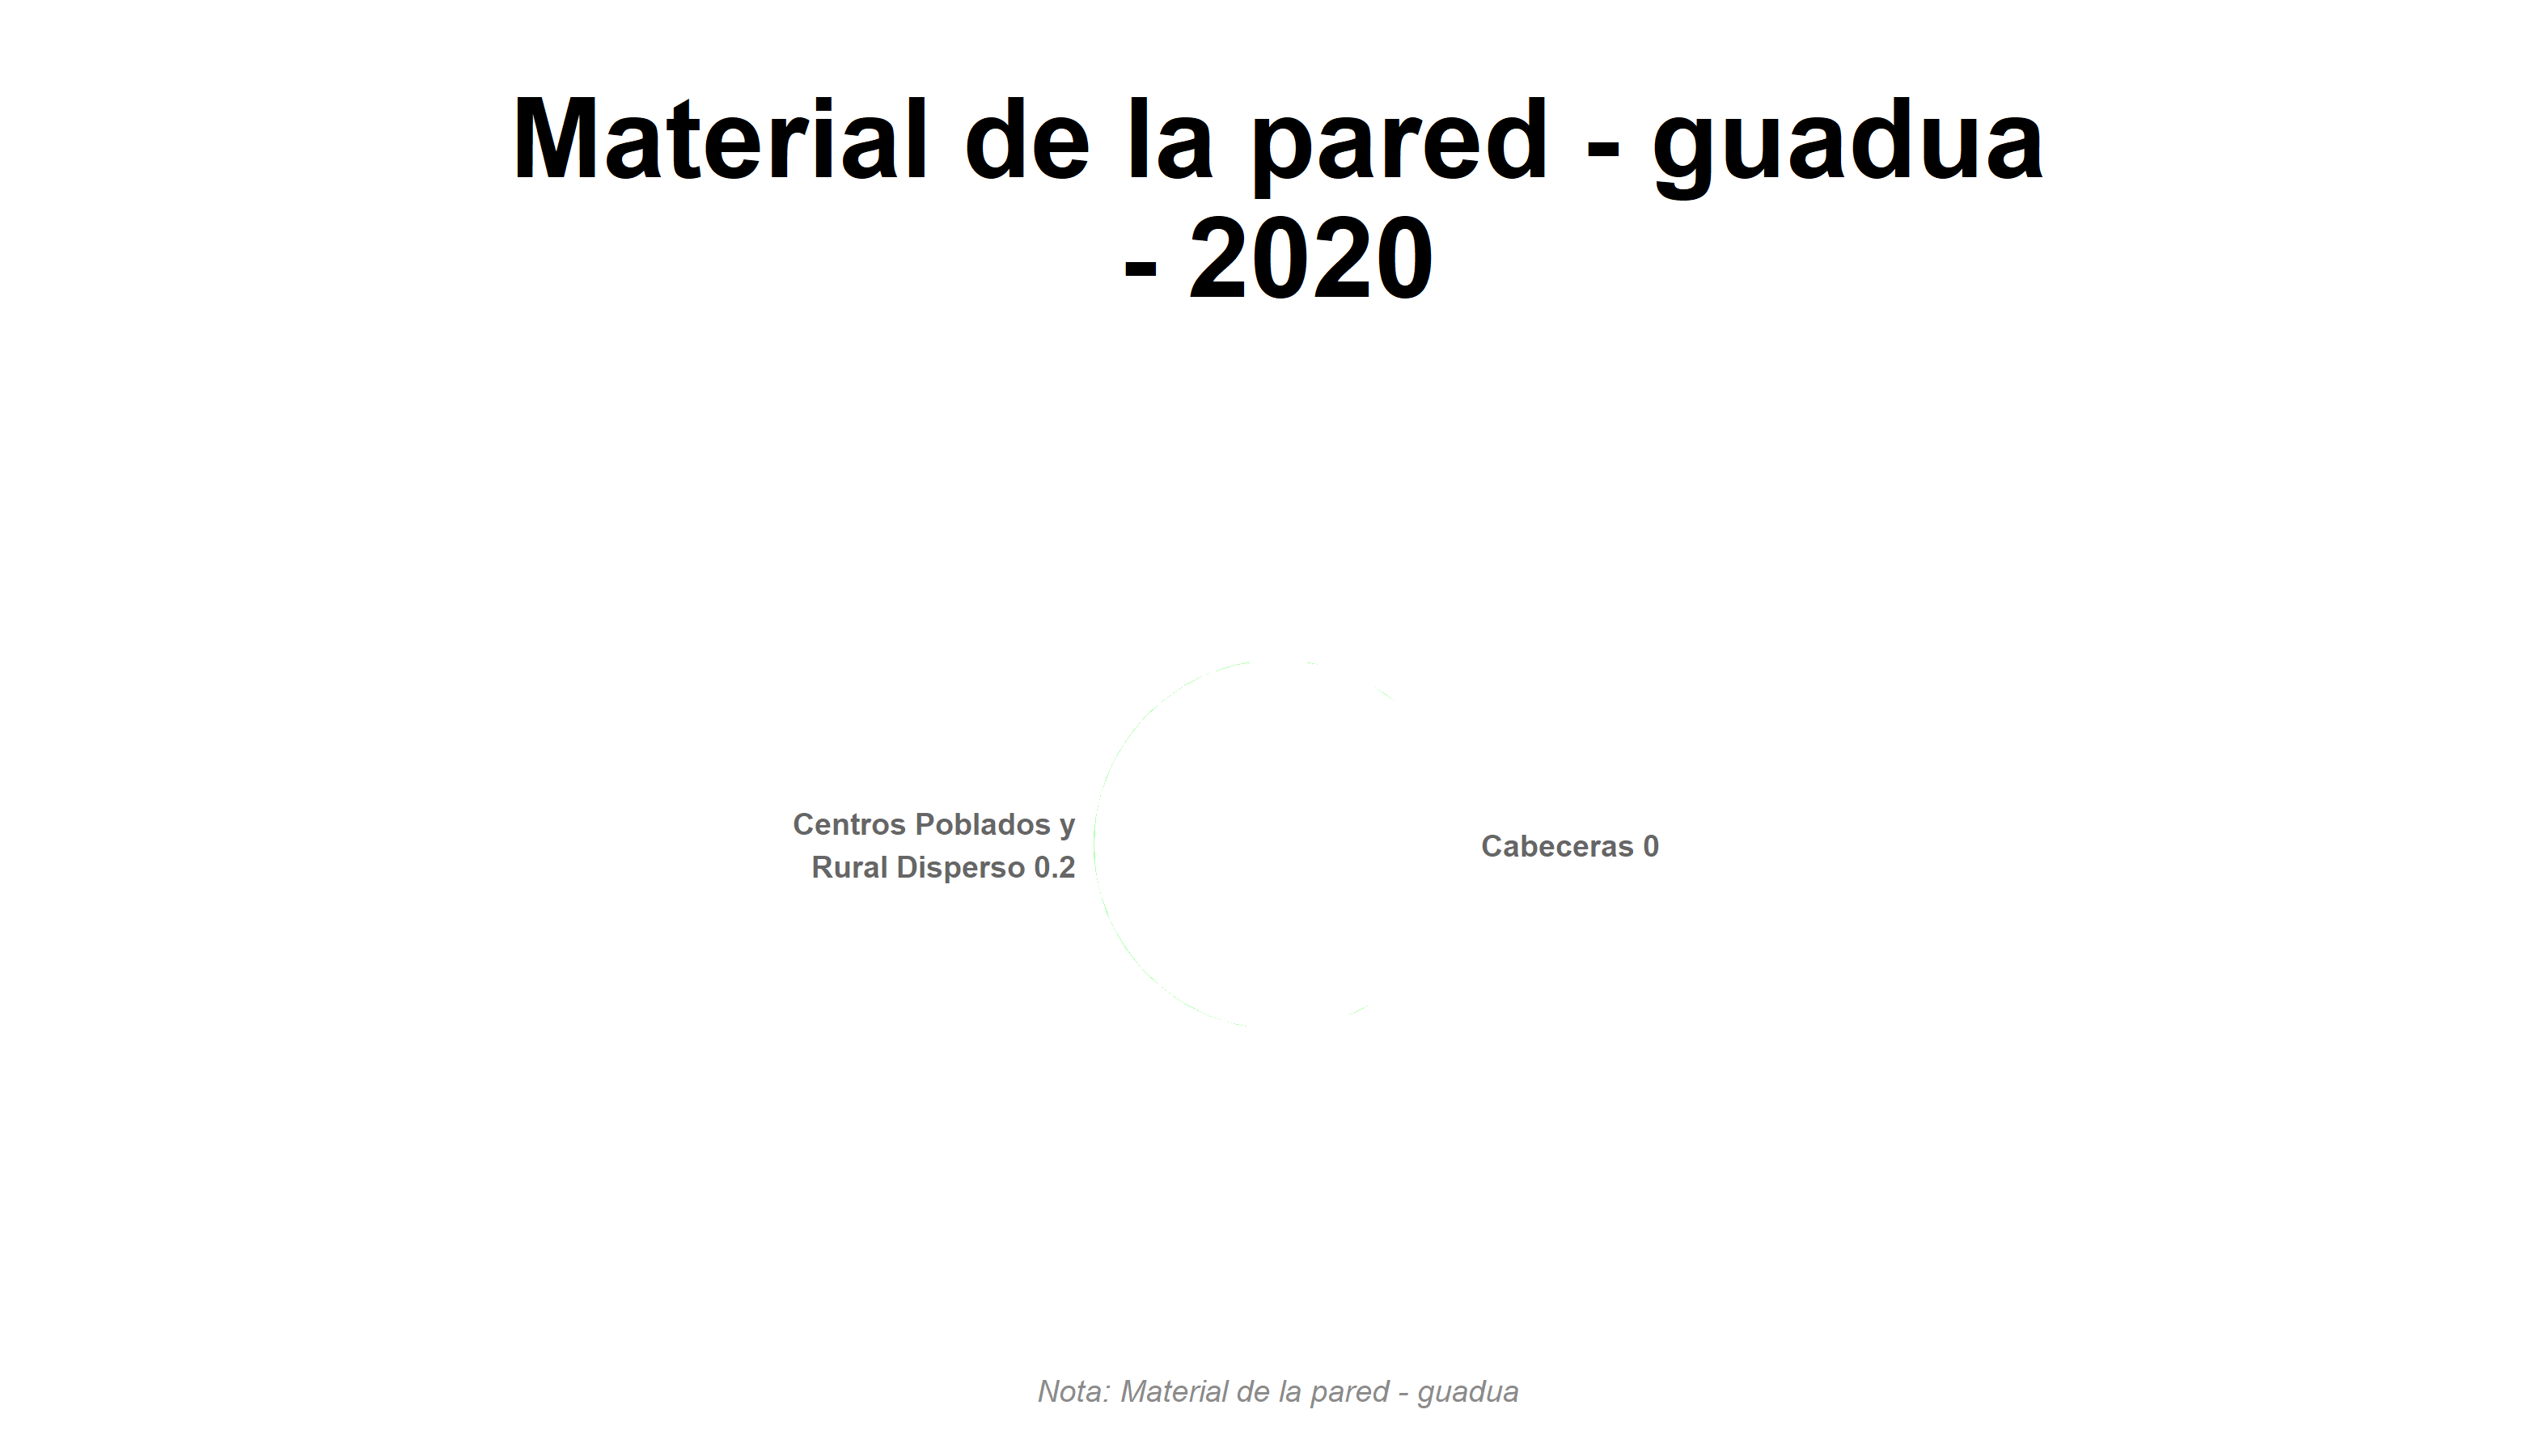 Material de la pared - guadua
- 2020
Centros Poblados y
Rural Disperso 0.2
Cabeceras 0
Nota: Material de la pared - guadua